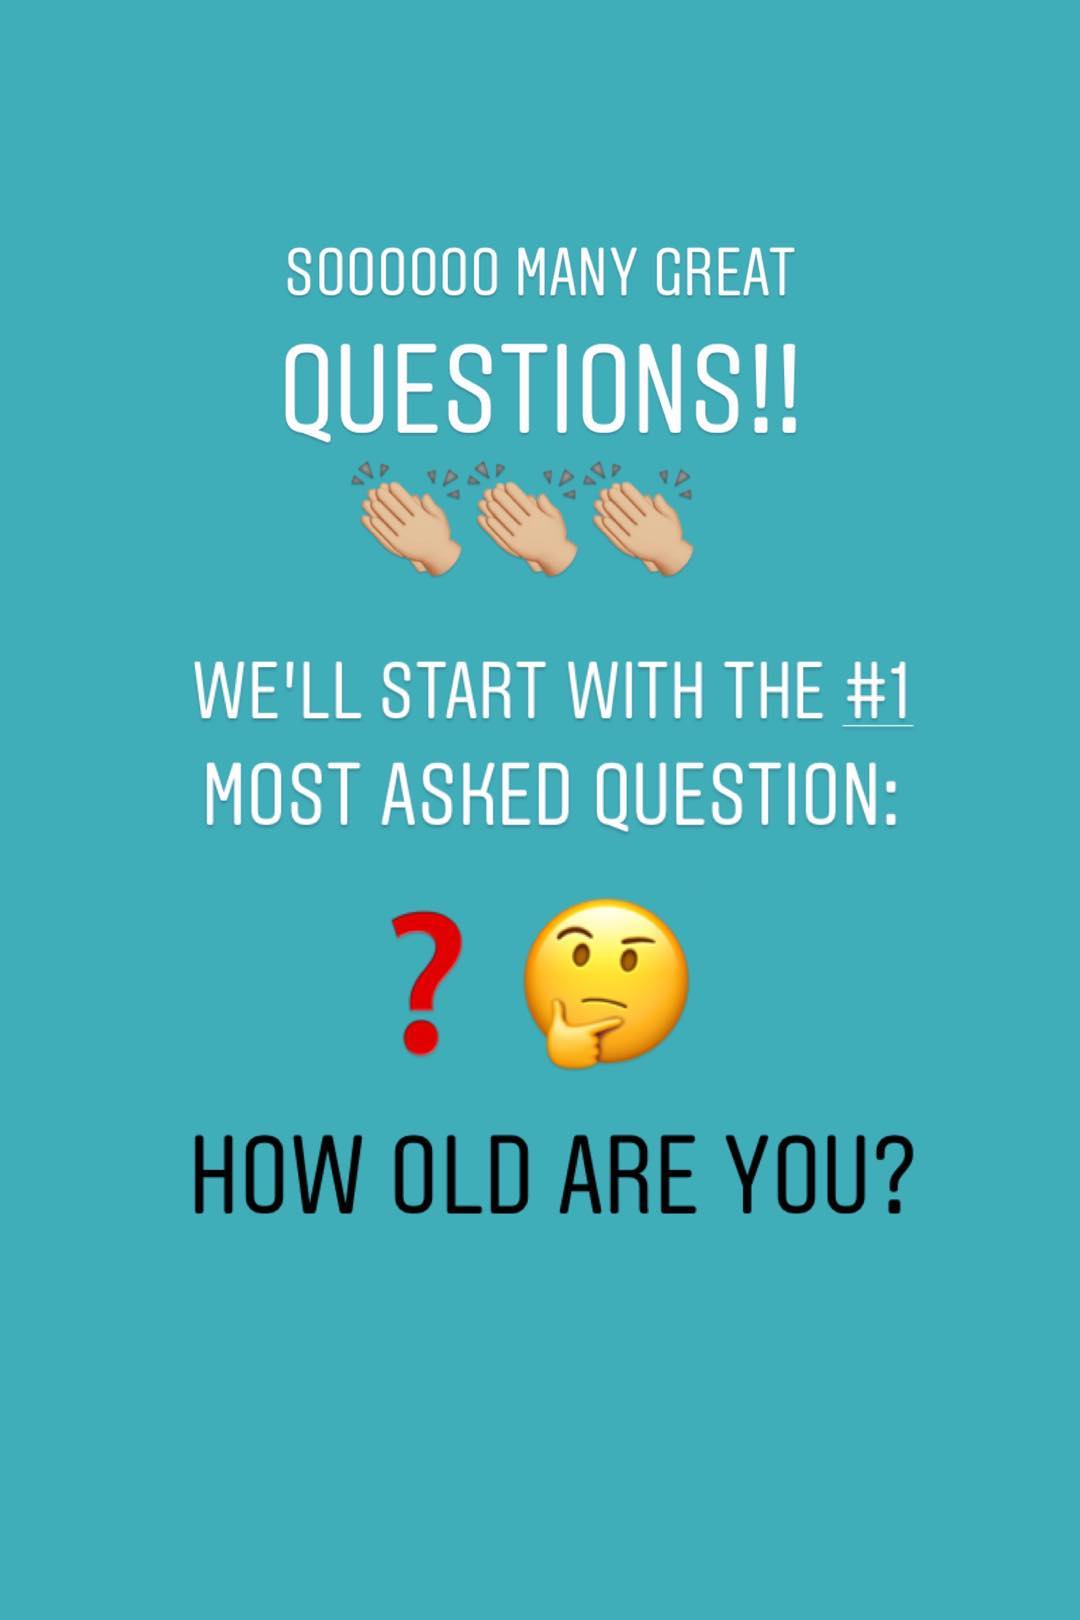 SOOOOOO MANY GREAT
QUESTIONS!!
WE'LL START WITH THE #1
MOST ASKED QUESTION:
HOW OLD ARE YOU?